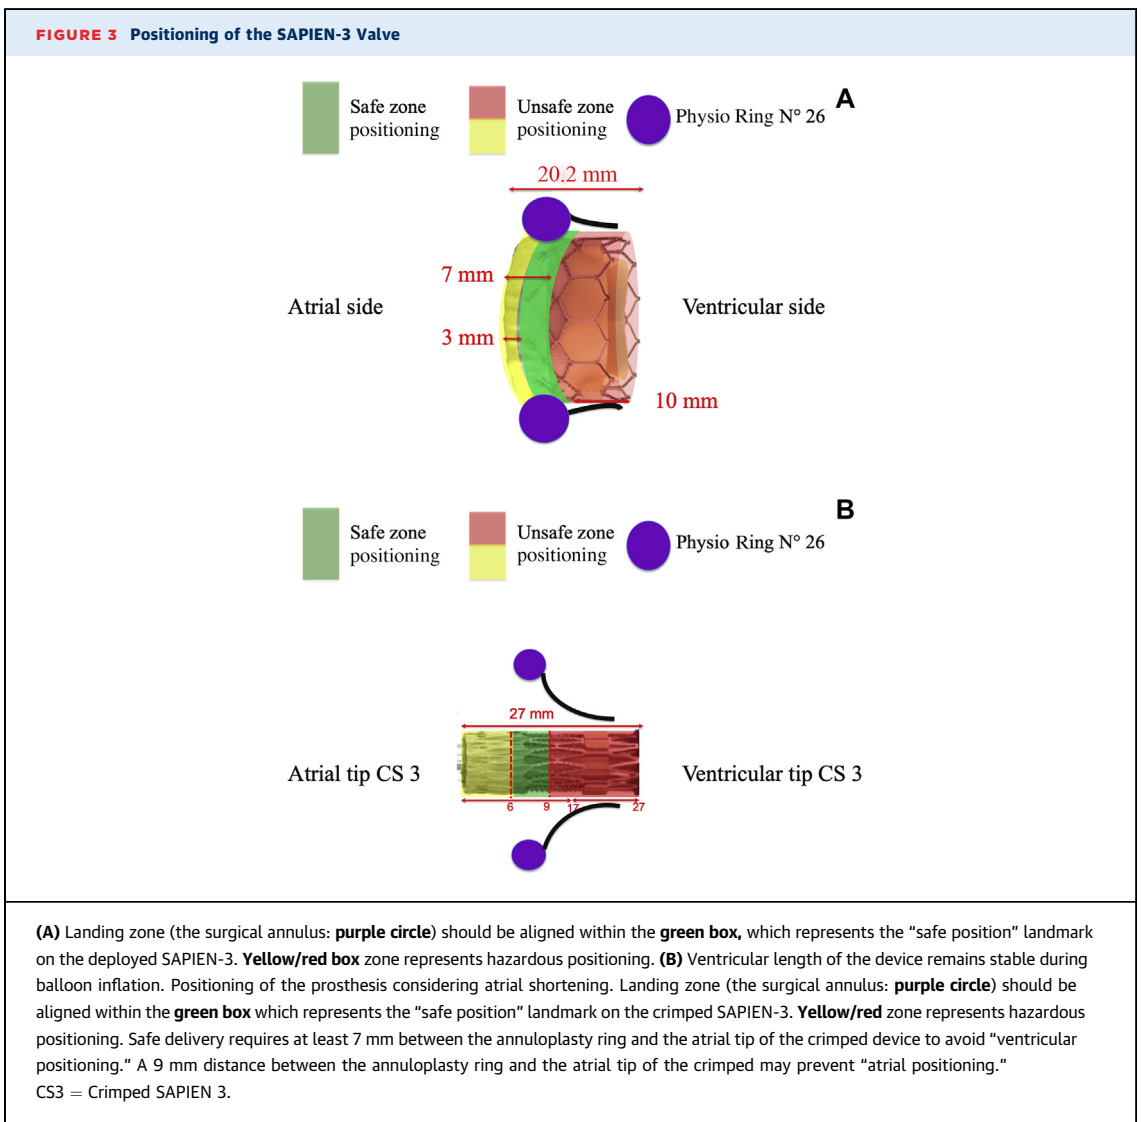 FIGURE 3 Positioning of the SAPIEN-3 Valve
Safe zone
positioning
Unsafe zone
positioning
Physio Ring N° 26
A
20.2 mm
7 mm
Atrial side
Ventricular side
3 mm
10 mm
Safe zone
positioning
Unsafe zone
positioning
Physio Ring N° 26
B
27 mm
Atrial tip CS 3
Ventricular tip CS 3
6
9
17
27
(A) Landing zone (the surgical annulus: purple circle) should be aligned within the green box, which represents the “safe position” landmark
on the deployed SAPIEN-3. Yellow/red box zone represents hazardous positioning. (B) Ventricular length of the device remains stable during
balloon inflation. Positioning of the prosthesis considering atrial shortening. Landing zone (the surgical annulus: purple circle) should be
aligned within the green box which represents the “safe position” landmark on the crimped SAPIEN-3. Yellow/red zone represents hazardous
positioning. Safe delivery requires at least 7 mm between the annuloplasty ring and the atrial tip of the crimped device to avoid “ventricular
positioning.” A 9 mm distance between the annuloplasty ring and the atrial tip of the crimped may prevent “atrial positioning.”
CS3 = Crimped SAPIEN 3.